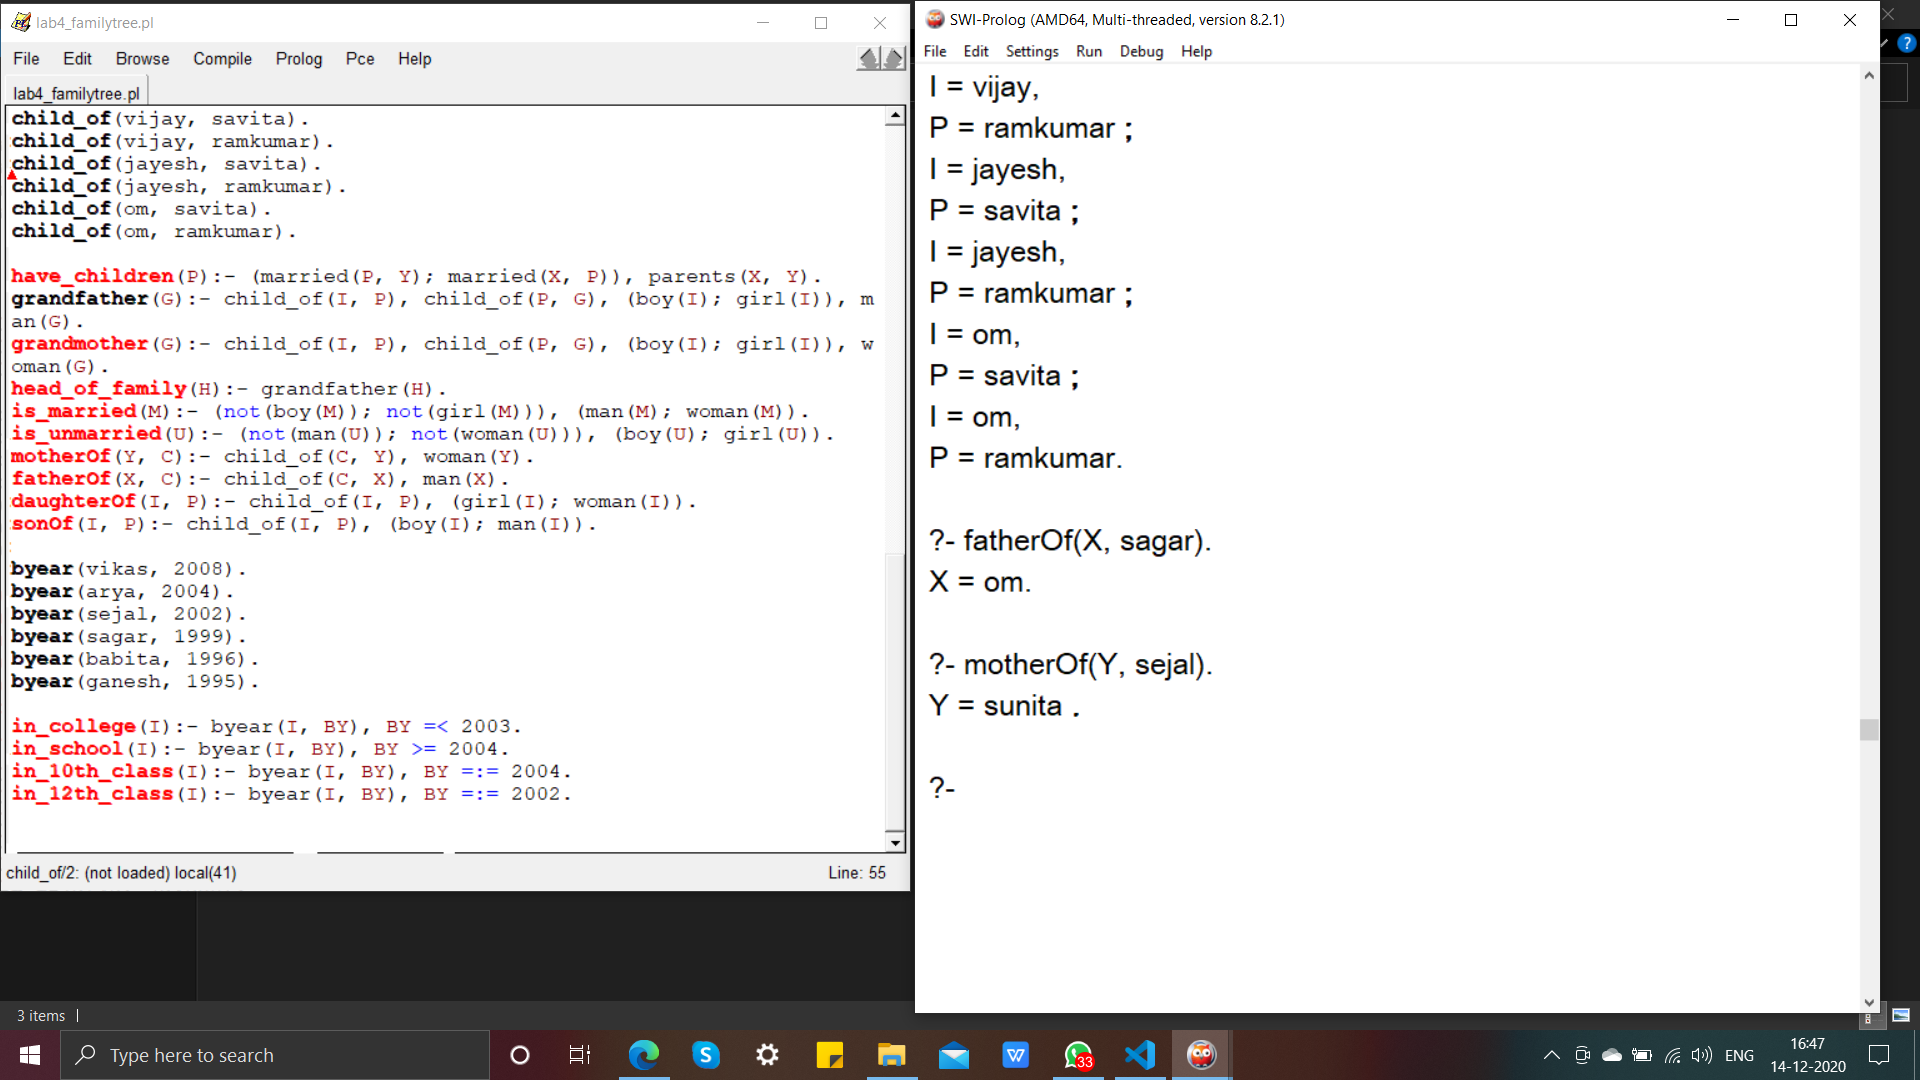 lab4_familytree.pl
File Edit Browse Compile Prolog Pce Help
lab4_familytree.pl
child_of(vijay, savita).
child_of(vijay, ramkumar).
child_of(jayesh, savita).
child_of(jayesh, ramkumar).
child_of(om, savita).
child_of(om, ramkumar).
have_children(P):- (married(P, Y); married(X, P)), parents(X, Y).
grandfather(G):- child_of(I, P), child_of(P, G), (boy(I); girl(I)), m
an(G).
grandmother(G):- child_of(I, P), child_of(P, G), (boy(I); girl(I)), w
oman(G).
head_of_family(H):- grandfather(H).
is_married(M):- (not(boy(M)); not(girl(M))), (man(M); woman(M)).
is_unmarried(U):- (not(man(U)); not(woman(U))), (boy(U); girl(U)).
motherOf(Y, C):- child_of(C, Y), woman(Y).
fatherOf(X, C):- child_of(C, X), man(X).
daughterOf(I, P):- child_of(I, P), (girl(I); woman(I)).
sonOf(I, P):- child_of(I, P), (boy(I); man(I)).
byear(vikas, 2008).
byear(arya, 2004).
byear(sejal, 2002).
byear(sagar, 1999).
byear(babita, 1996).
byear(ganesh, 1995).
in_college(I):- byear(I, BY), BY =< 2003.
in_school(I):- byear(I, BY), BY >= 2004.
in_10th_class(I):- byear(I, BY), BY =:= 2004.
in_12th_class(I):- byear(I, BY), BY =:= 2002.
child_of/2: (not loaded) local(41)
Line: 55
SWI-Prolog (AMD64, Multi-threaded, version 8.2.1)
File Edit Settings Run Debug Help
I = vijay,
P = ramkumar ;
I = jayesh,
P = savita ;
I = jayesh,
P = ramkumar ;
I = om,
P = savita ;
I = om,
P = ramkumar.
?- fatherOf(X, sagar).
X = om.
?- motherOf(Y, sejal).
Y = sunita .
?-
3 items
Type here to search
33
ENG
16:47
14-12-2020